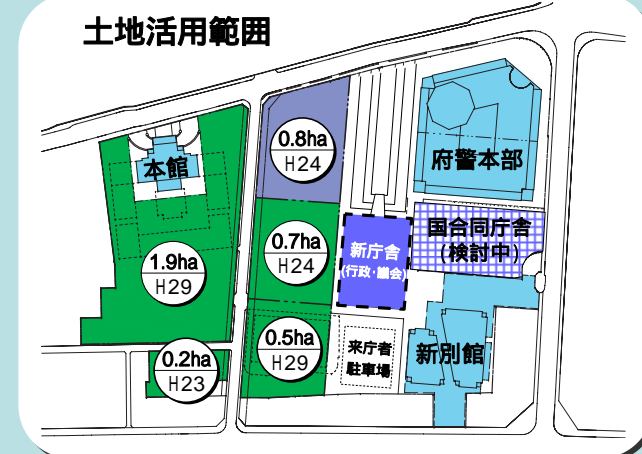 土地活用範囲
0.8ha
H24
本館
府警本部
0.7ha
H24
新庁舎
(行政・議会)
国合同庁舎
(検討中)
1.9ha
H29
0.5ha
H29
来庁者
駐車場
新別館
0.2ha
H23